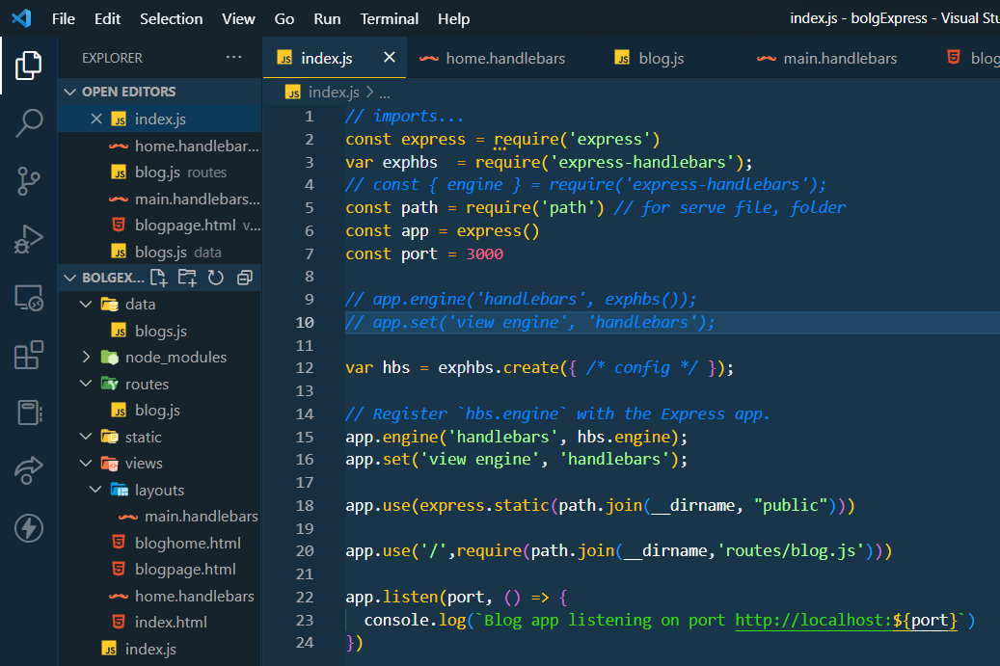 File Edit Selection View Go Run Terminal Help index.js - bolgExpress - Visual Stu
EXPLORER ...
OPEN EDITORS
index.js
home.handlebar...
blog.js routes
main.handlebars...
blogpage.html v...
blogs.js data
BOLGEX...
data
blogs.js
node_modules
routes
blog.js
static
views
layouts
main.handlebars
bloghome.html
blogpage.html
home.handlebars
index.html
index.js
index.js home.handlebars blog.js main.handlebars blog
index.js > ...
1 // imports...
2 const express = require('express')
3 var exphbs  = require('express-handlebars');
4 // const { engine } = require('express-handlebars');
5 const path = require('path') // for serve file, folder
6 const app = express()
7 const port = 3000
8
9 // app.engine('handlebars', exphbs());
10 // app.set('view engine', 'handlebars');
11
12 var hbs = exphbs.create({ /* config */ });
13
14 // Register `hbs.engine` with the Express app.
15 app.engine('handlebars', hbs.engine);
16 app.set('view engine', 'handlebars');
17
18 app.use(express.static(path.join(__dirname, "public")))
19
20 app.use('/',require(path.join(__dirname,'routes/blog.js')))
21
22 app.listen(port, () => {
23   console.log(`Blog app listening on port http://localhost:${port}`)
24 })